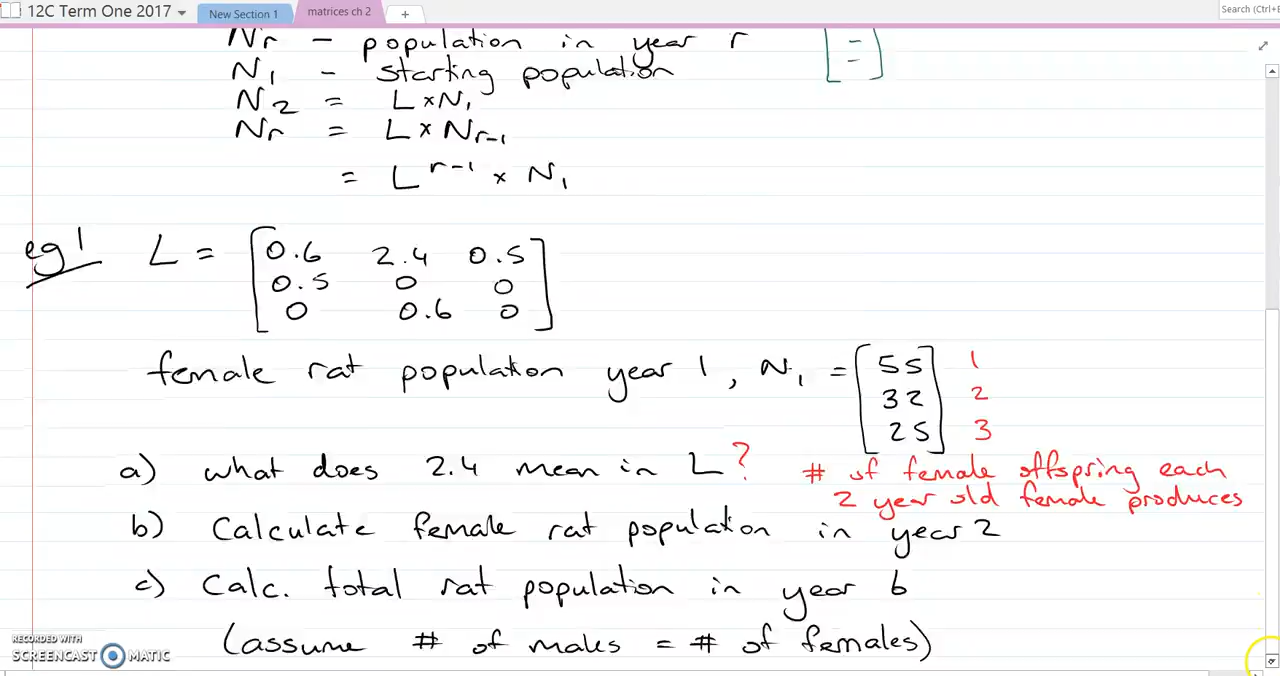 12C Term One 2017
New Section 1
matrices ch 2
+
Search (Ctrl+E
Nr - population in year r
N1 - starting population
N2 = L × N1
Nr = L × Nr-1
= L^r-1 × N1
eg 1 L = [0.6 2.4 0.5
0.5 0 0
0 0.6 0]
female rat population year 1, N1 = [55 1
32 2
25] 3
a) what does 2.4 mean in L? # of female offspring each
2 year old female produces
b) Calculate female rat population in year 2
c) Calc. total rat population in year 6
(assume # of males = # of females)
RECORDED WITH
SCREENCAST MATIC